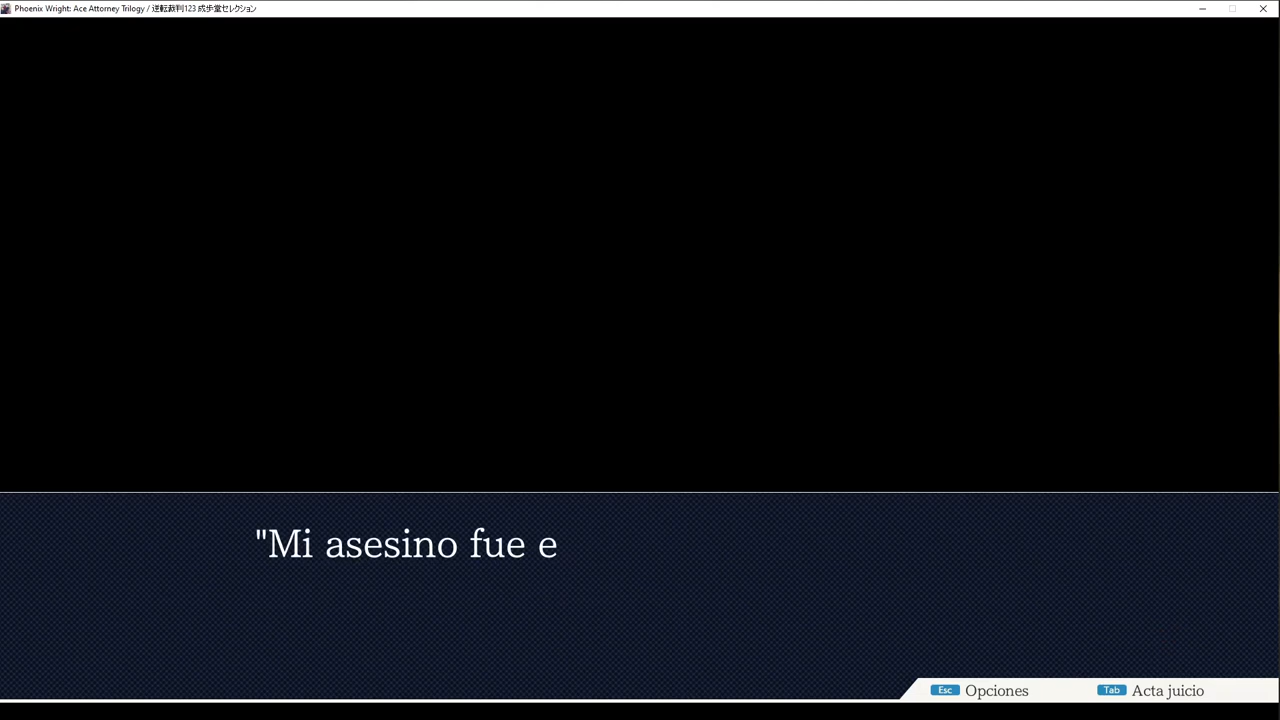 Phoenix Wright: Ace Attorney Trilogy / 逆転裁判123 成歩堂セレクション
"Mi asesino fue e
Esc Opciones Tab Acta juicio